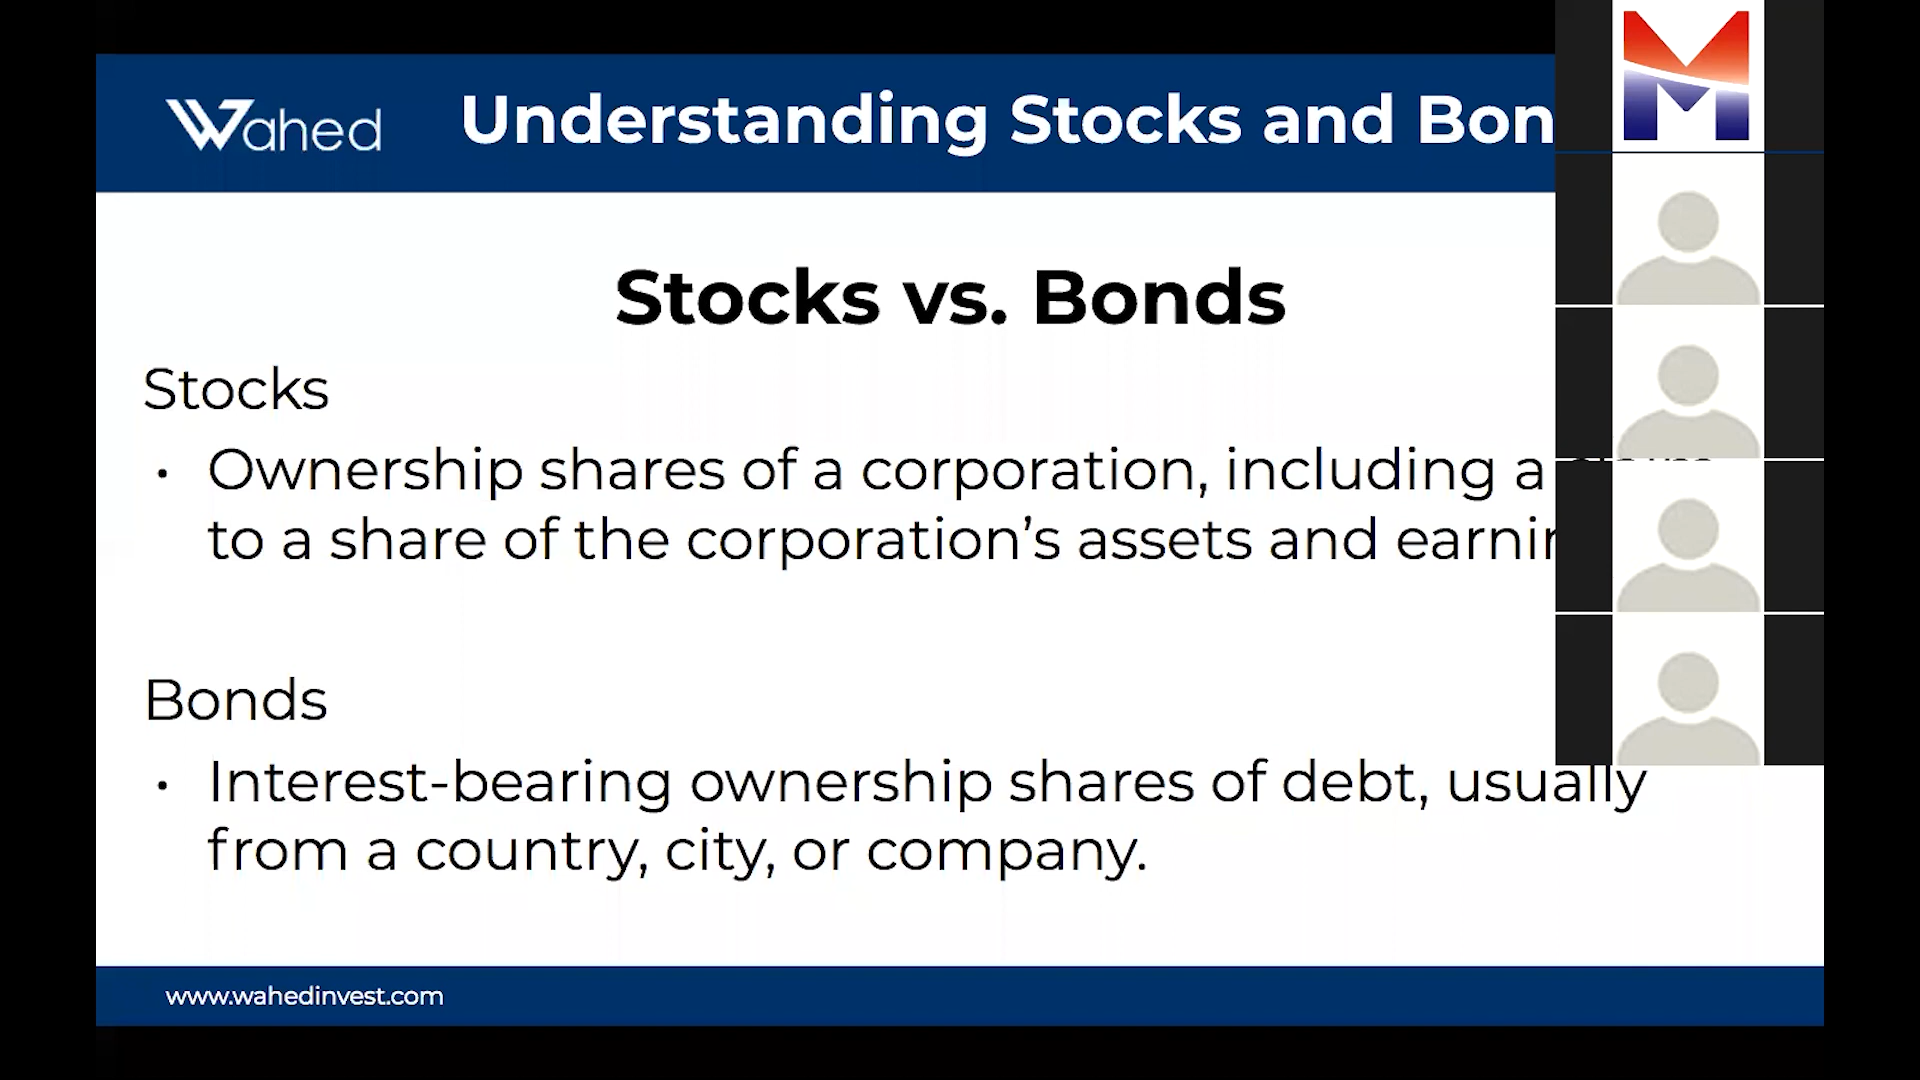 Wahed
Understanding Stocks and Bon
M
Stocks vs. Bonds
Stocks
• Ownership shares of a corporation, including a
to a share of the corporation’s assets and earnin
Bonds
• Interest-bearing ownership shares of debt, usually
from a country, city, or company.
www.wahedinvest.com